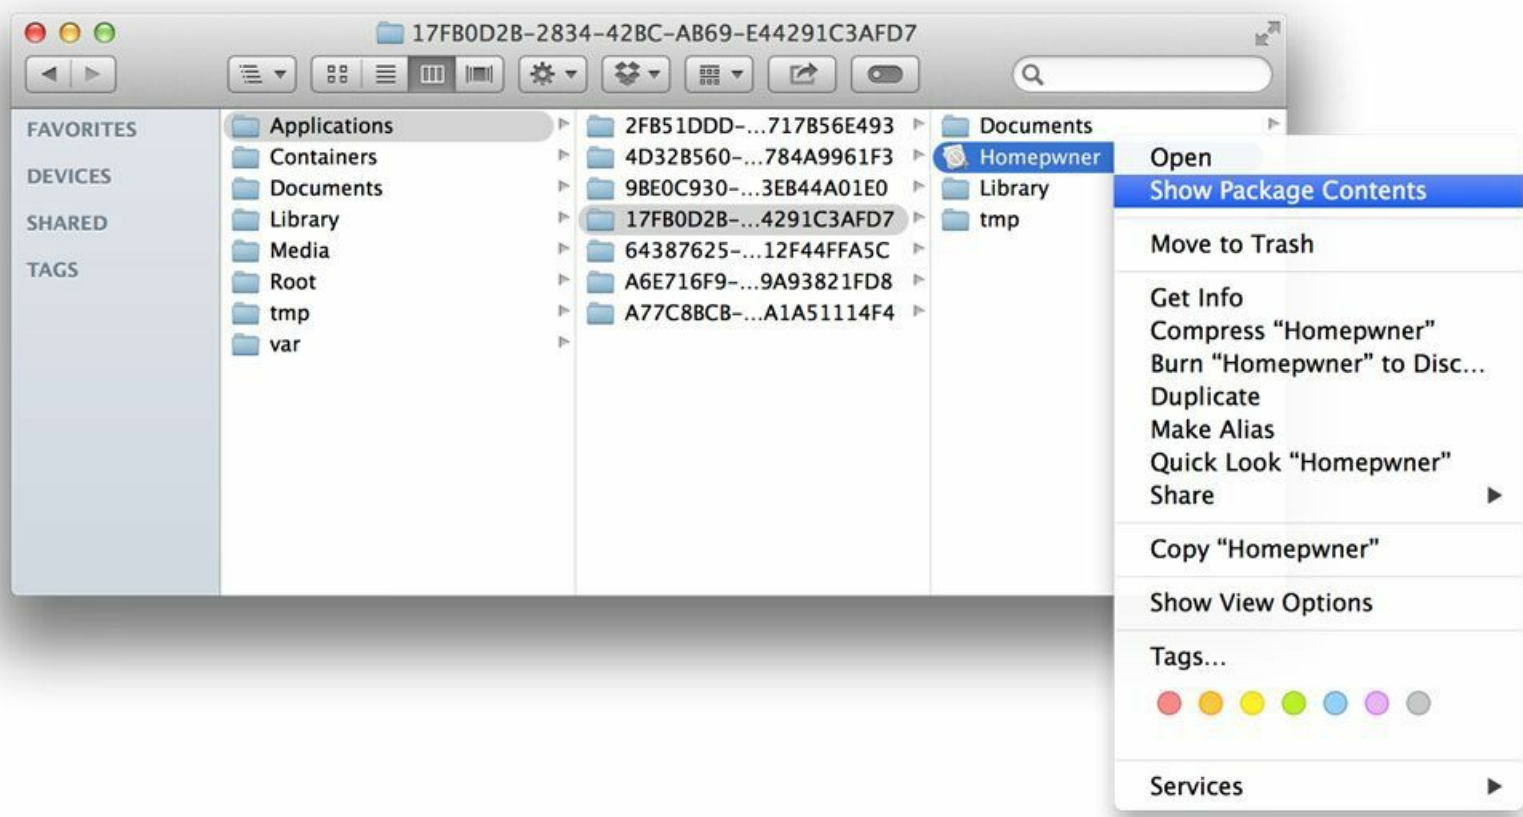 17FB0D2B-2834-42BC-AB69-E44291C3AFD7
FAVORITES
DEVICES
SHARED
TAGS
Applications
Containers
Documents
Library
Media
Root
tmp
var
2FB51DDD-...717B56E493
4D32B560-...784A9961F3
9BE0C930-...3EB44A01E0
17FB0D2B-...4291C3AFD7
64387625-...12F44FFA5C
A6E716F9-...9A93821FD8
A77C8BCB-...A1A51114F4
Documents
Homepwner
Library
tmp
Open
Show Package Contents
Move to Trash
Get Info
Compress “Homepwner”
Burn “Homepwner” to Disc...
Duplicate
Make Alias
Quick Look “Homepwner”
Share
Copy “Homepwner”
Show View Options
Tags...
Services